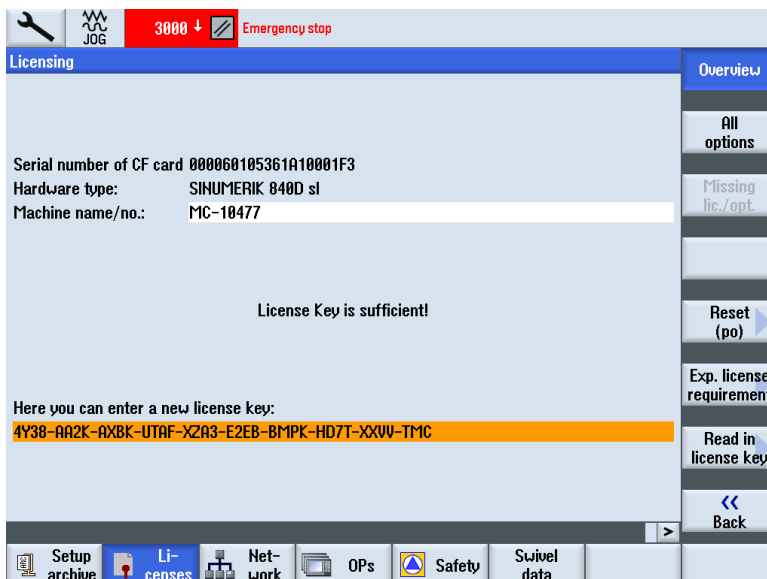 JOG
3000 ↓ Emergency stop
Licensing
Overview
All
options
Serial number of CF card 000060105361A10001F3
Hardware type: SINUMERIK 840D sl
Machine name/no.: MC-10477
Missing
lic./opt.
License Key is sufficient!
Reset
(po)
Exp. license
requirement
Here you can enter a new license key:
4Y38-AA2K-AXBK-UTAF-XZA3-E2EB-BMPK-HD7T-XXVV-TMC
Read in
license key
<<
Back
>
Setup
archive
Li-
censes
Net-
work
OPs
Safety
Swivel
data